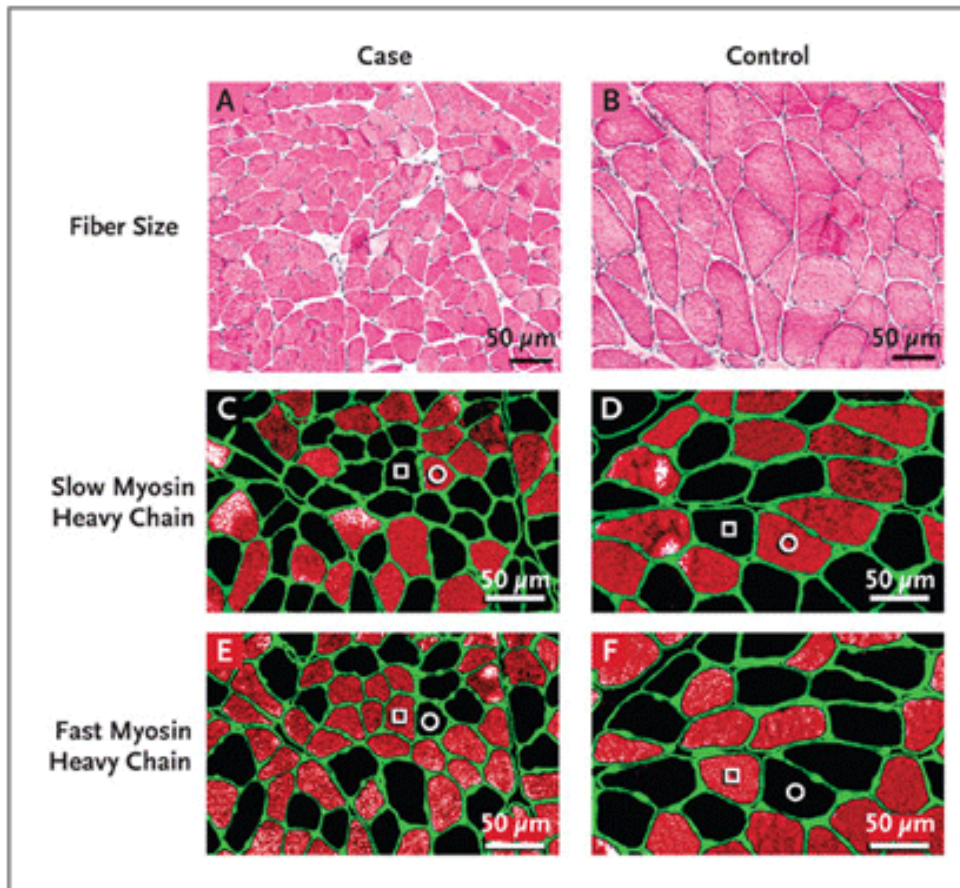 Case
Control
A
B
Fiber Size
50 µm
50 µm
C
D
Slow Myosin
Heavy Chain
50 µm
50 µm
E
F
Fast Myosin
Heavy Chain
50 µm
50 µm